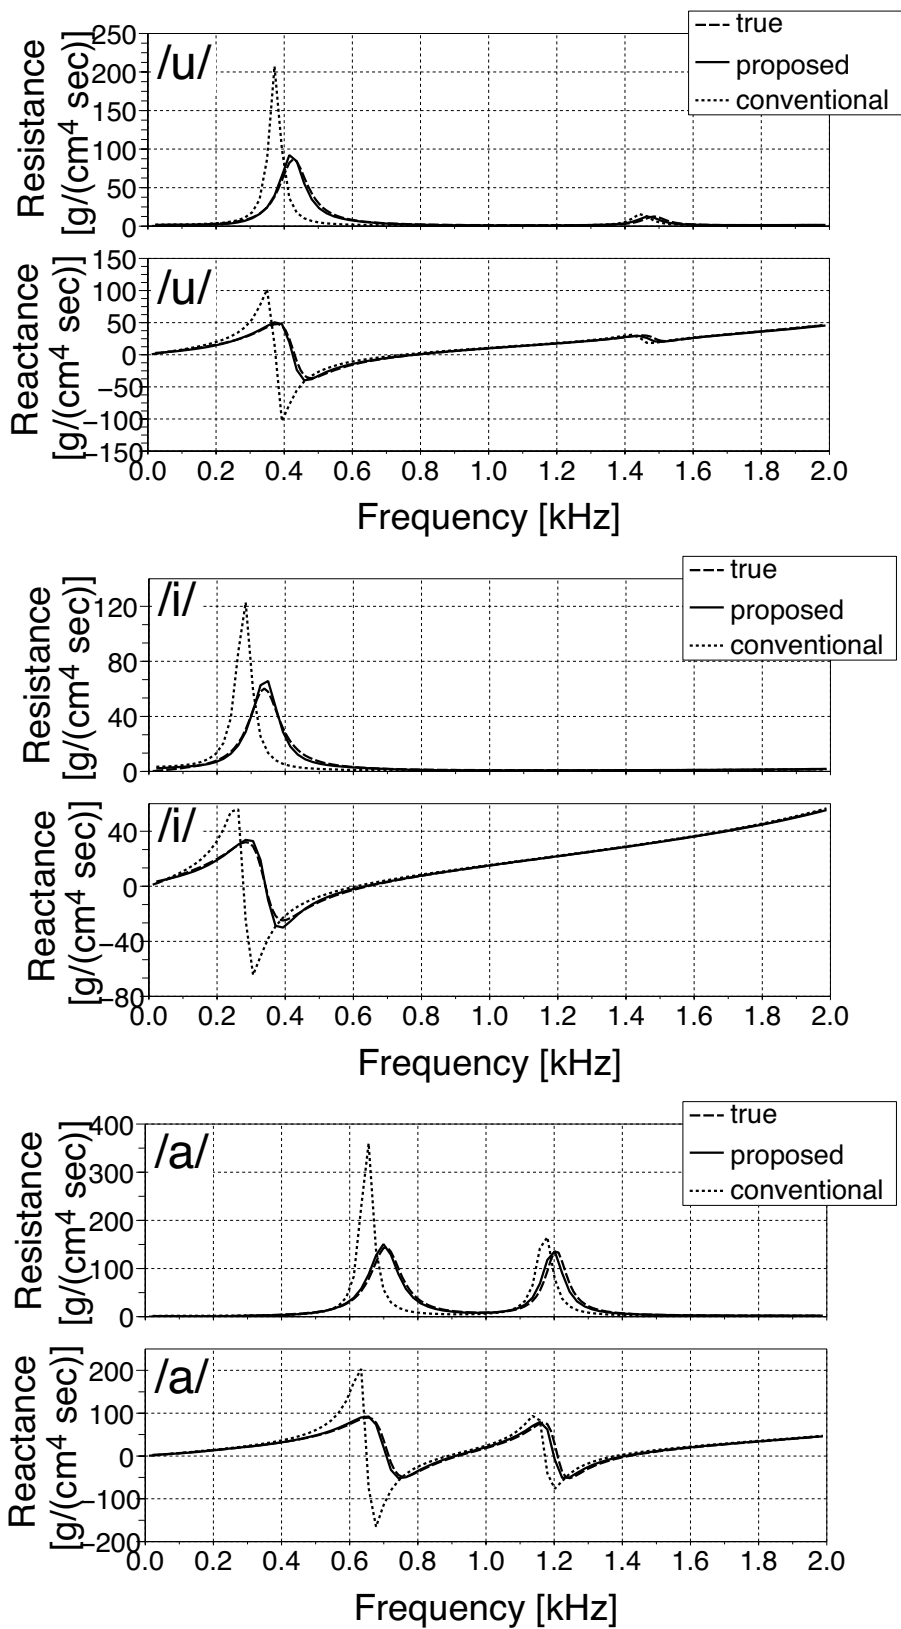 true
proposed
conventional
/u/
Resistance
[g/(cm4 sec)]
250
200
150
100
50
0
/u/
Reactance
[g/(cm4 sec)]
150
100
50
0
−50
−100
−150
0.0 0.2 0.4 0.6 0.8 1.0 1.2 1.4 1.6 1.8 2.0
Frequency [kHz]
true
proposed
conventional
/i/
Resistance
[g/(cm4 sec)]
120
80
40
0
/i/
Reactance
[g/(cm4 sec)]
40
0
−40
−80
0.0 0.2 0.4 0.6 0.8 1.0 1.2 1.4 1.6 1.8 2.0
Frequency [kHz]
true
proposed
conventional
/a/
Resistance
[g/(cm4 sec)]
400
300
200
100
0
/a/
Reactance
[g/(cm4 sec)]
200
100
0
−100
−200
0.0 0.2 0.4 0.6 0.8 1.0 1.2 1.4 1.6 1.8 2.0
Frequency [kHz]